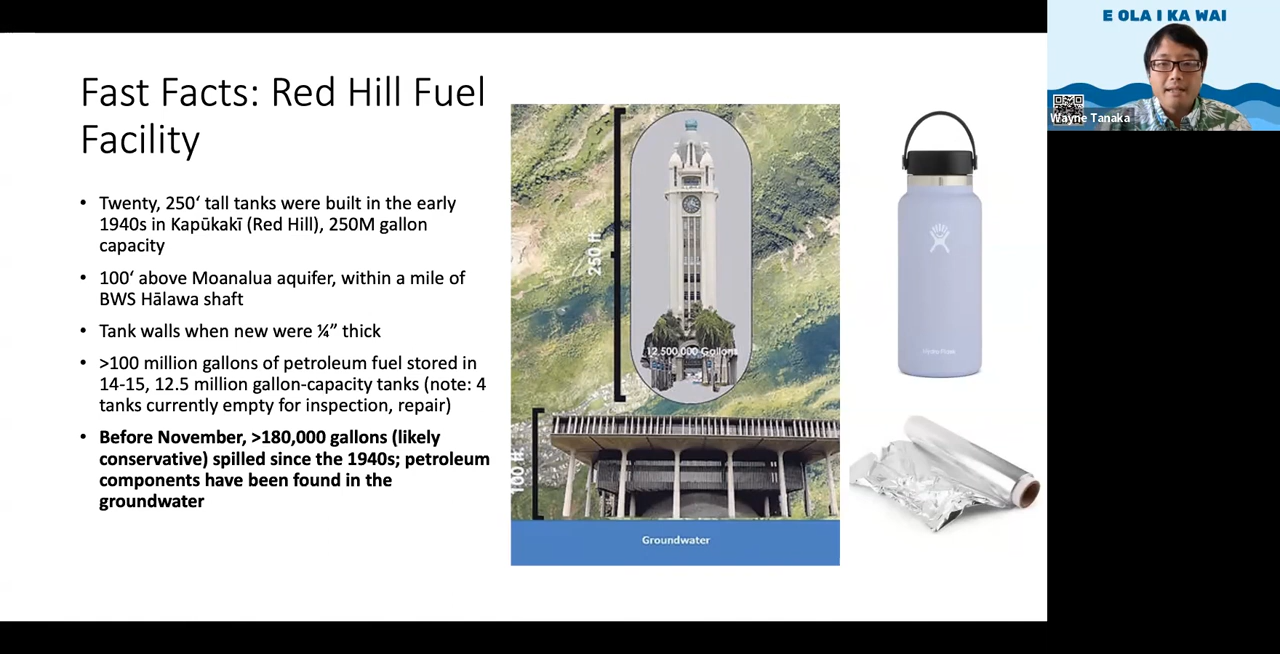 Fast Facts: Red Hill Fuel
Facility
• Twenty, 250‘ tall tanks were built in the early
1940s in Kapūkakī (Red Hill), 250M gallon
capacity
• 100‘ above Moanalua aquifer, within a mile of
BWS Hālawa shaft
• Tank walls when new were ¼” thick
• >100 million gallons of petroleum fuel stored in
14-15, 12.5 million gallon-capacity tanks (note: 4
tanks currently empty for inspection, repair)
• Before November, >180,000 gallons (likely
conservative) spilled since the 1940s; petroleum
components have been found in the
groundwater
250 ft.
12,500,000 Gallons
100 ft.
Groundwater
Hydro Flask
E OLA I KA WAI
Wayne Tanaka